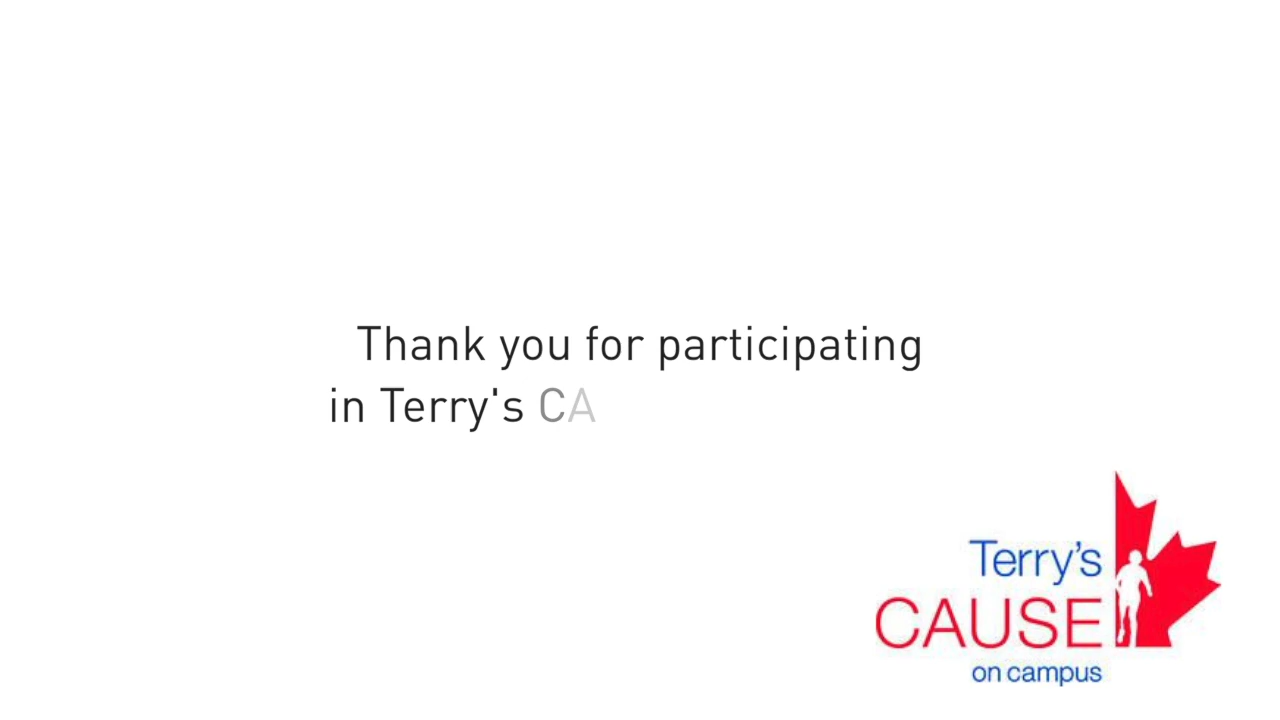 Thank you for participating
in Terry's CA
Terry's
CAUSE
on campus